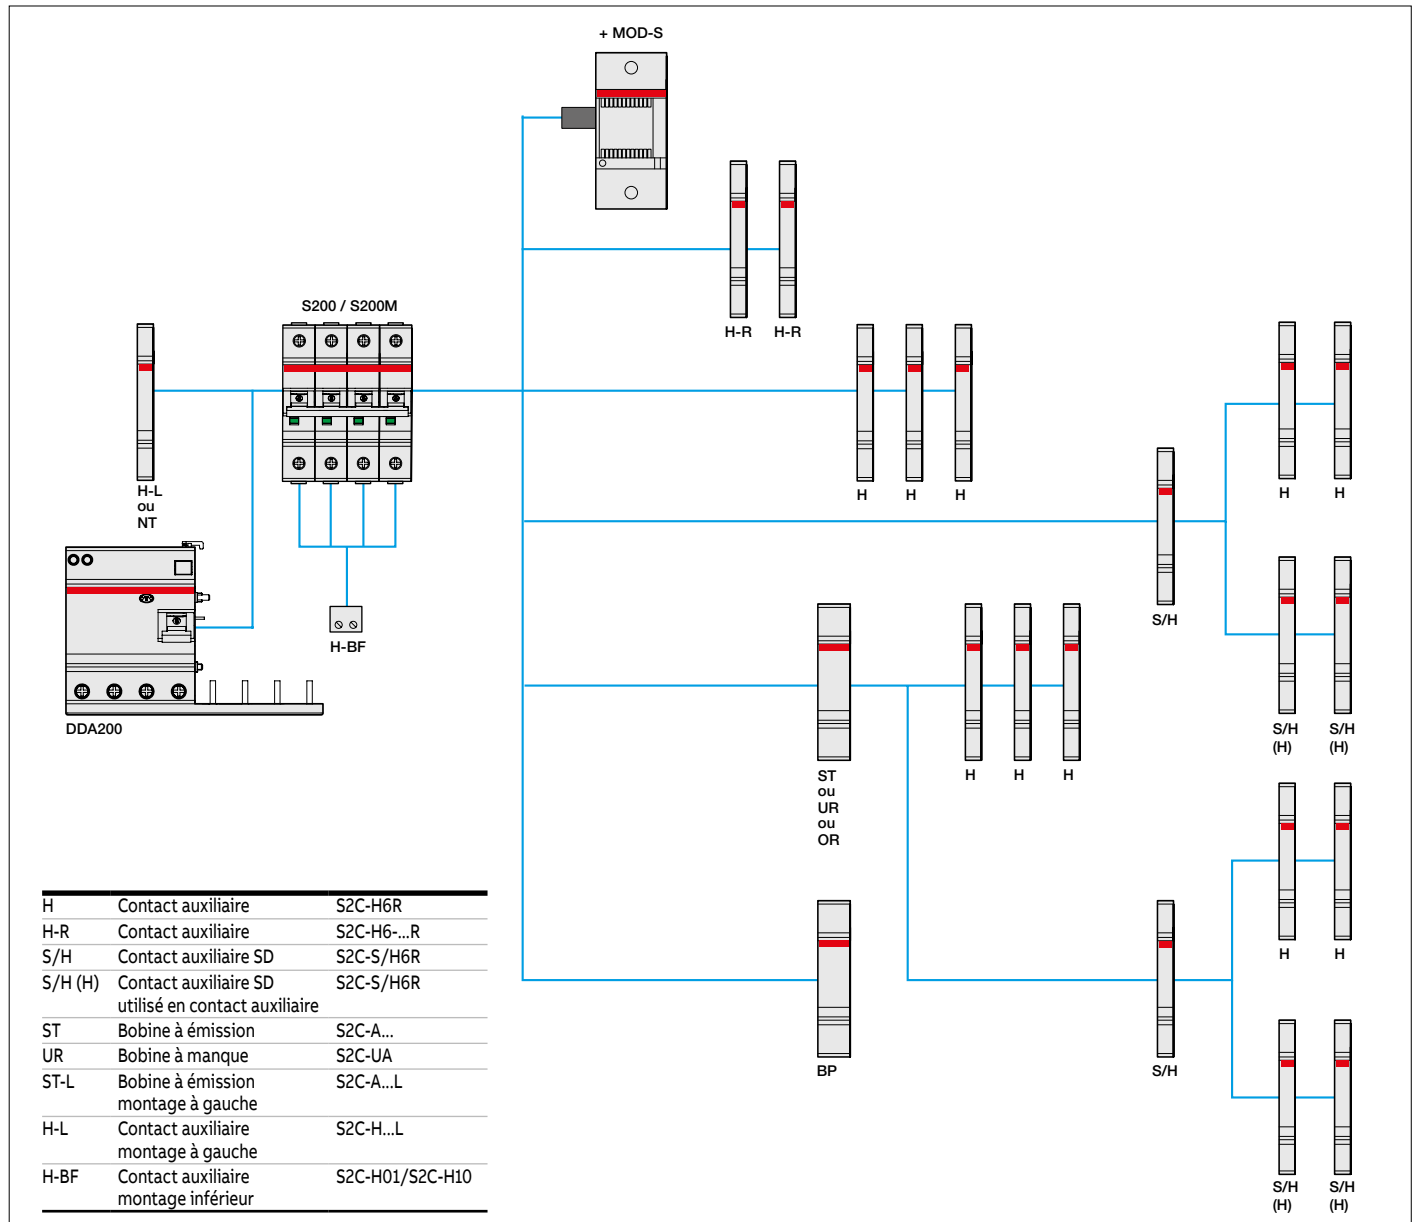 + MOD-S
H-R H-R
S200 / S200M
H-L
ou
NT
H H H
H H
S/H
H-BF
DDA200
S/H
(H)
S/H
(H)
ST
ou
UR
ou
OR
H H H
H H
BP
S/H
S/H
(H)
S/H
(H)
H Contact auxiliaire S2C-H6R
H-R Contact auxiliaire S2C-H6-...R
S/H Contact auxiliaire SD S2C-S/H6R
S/H (H) Contact auxiliaire SD S2C-S/H6R
utilisé en contact auxiliaire
ST Bobine à émission S2C-A...
UR Bobine à manque S2C-UA
ST-L Bobine à émission S2C-A...L
montage à gauche
H-L Contact auxiliaire S2C-H...L
montage à gauche
H-BF Contact auxiliaire S2C-H01/S2C-H10
montage inférieur